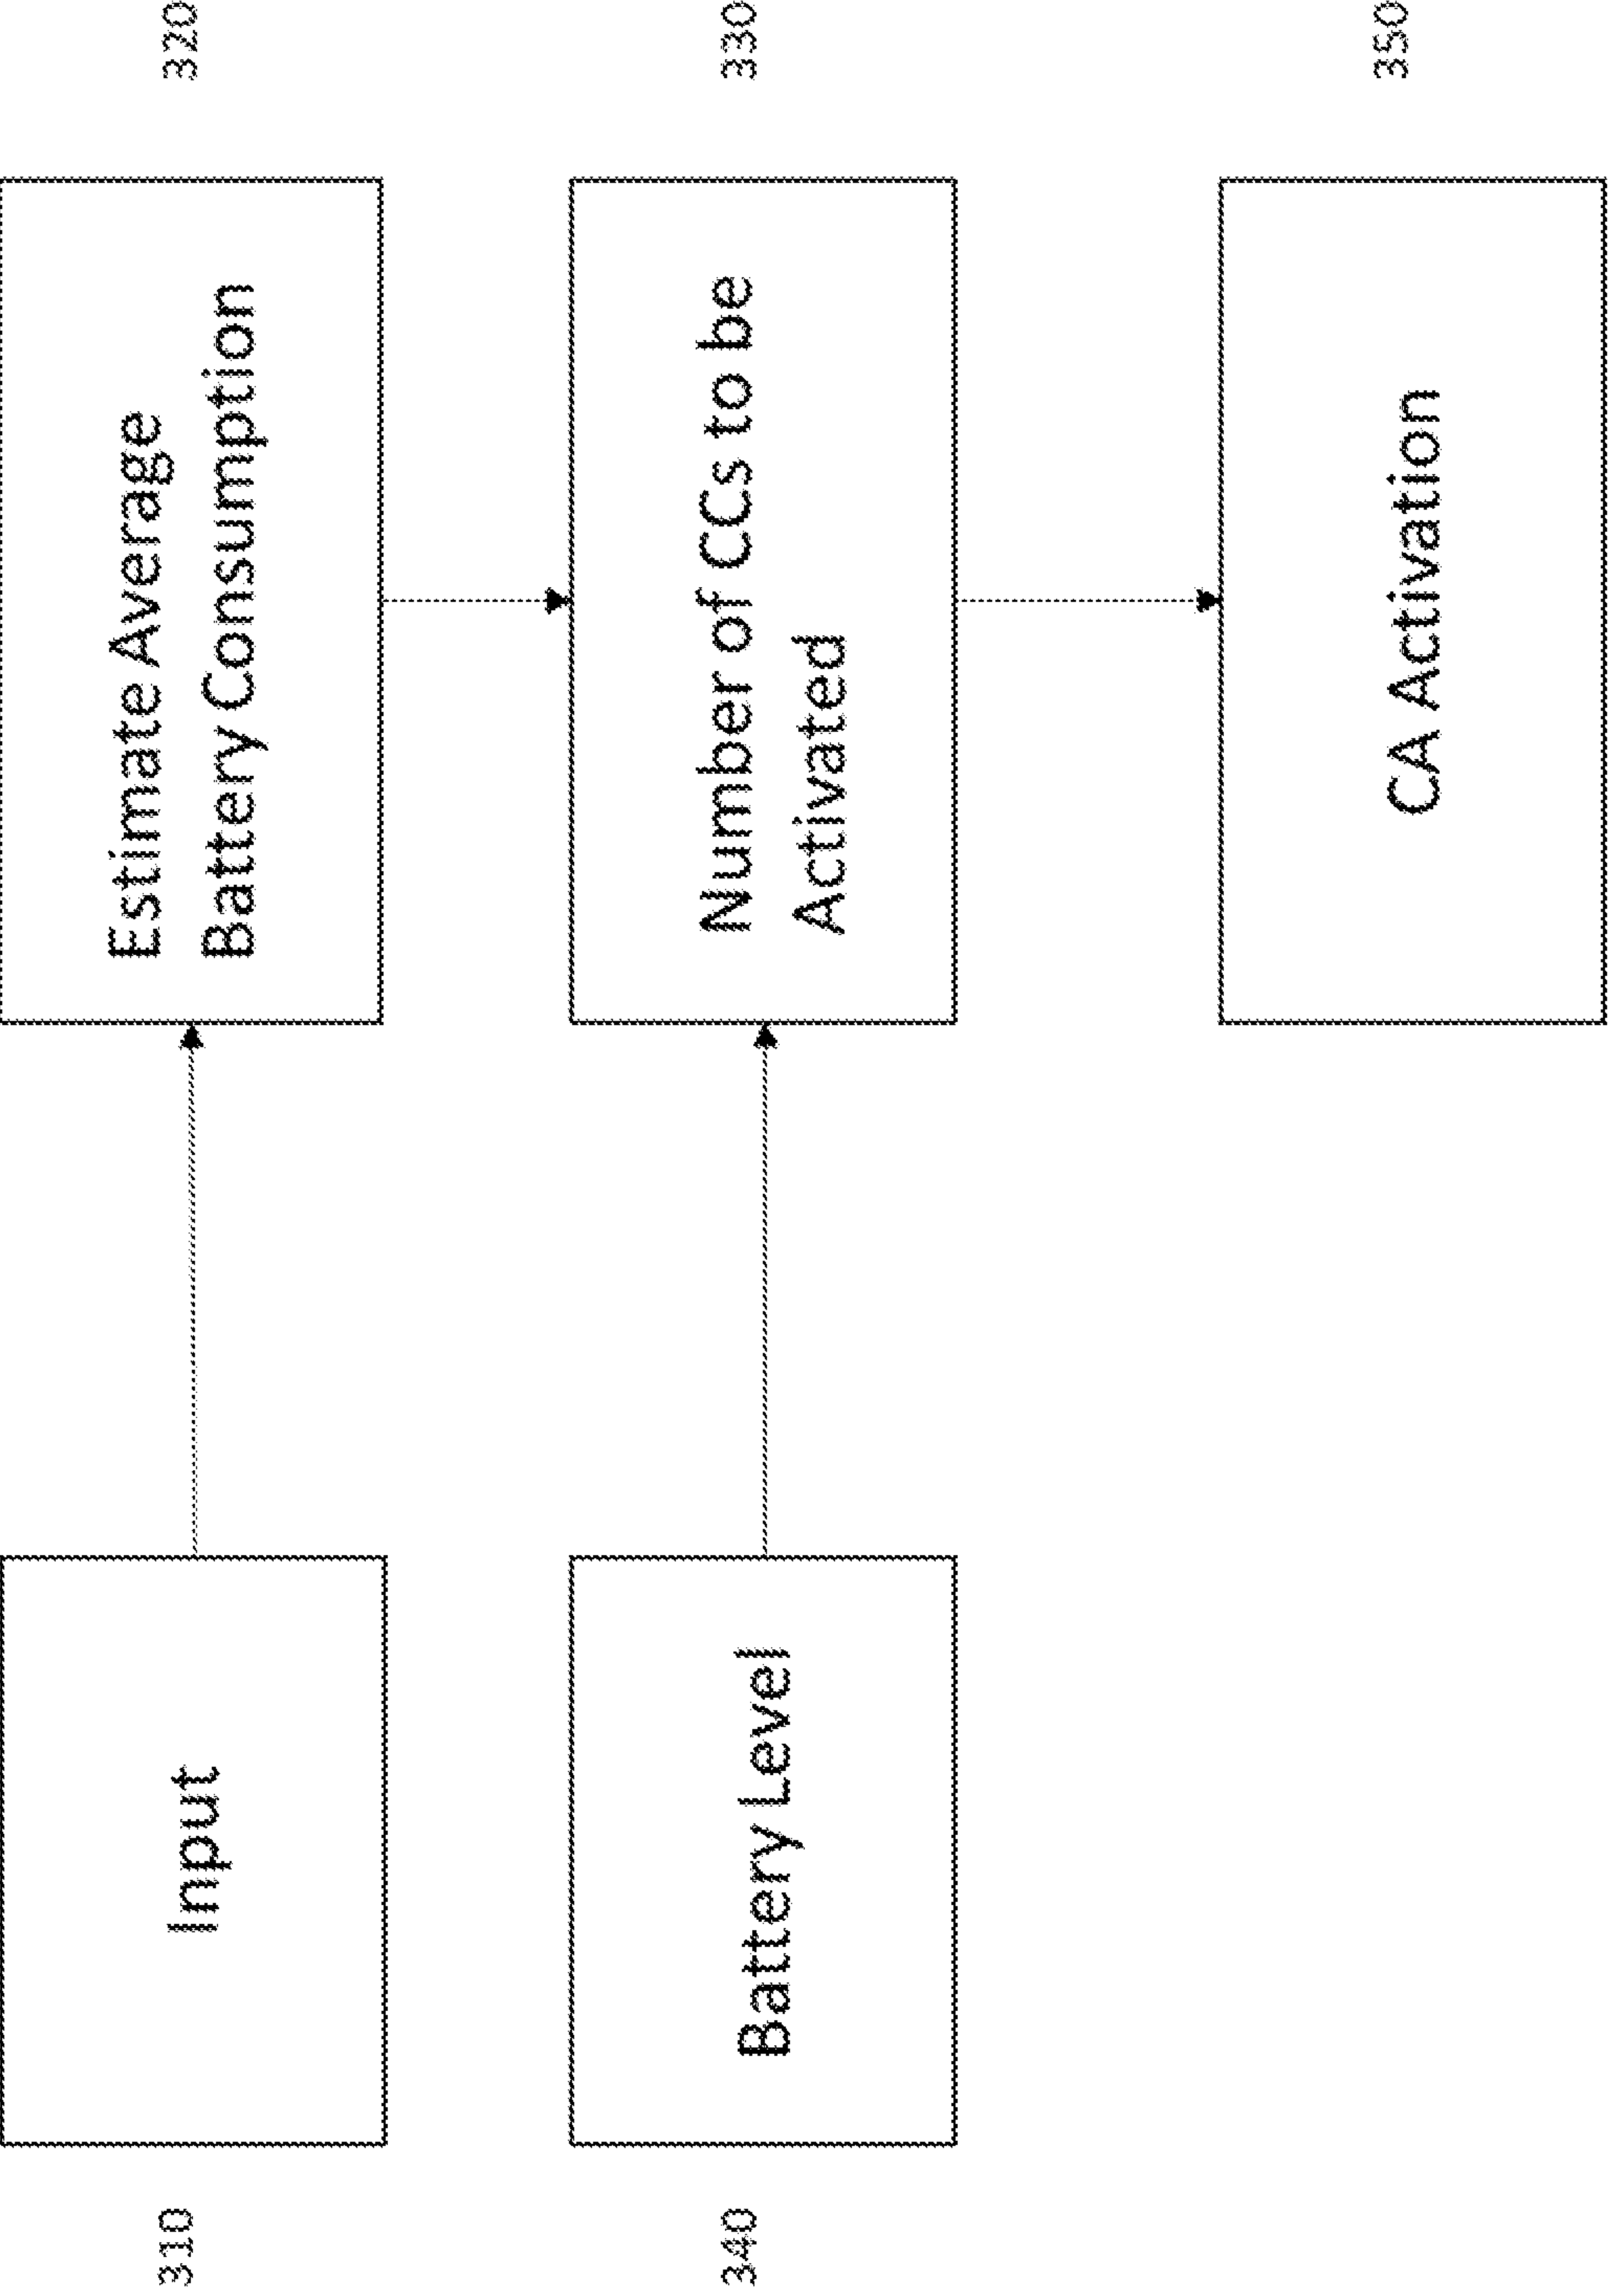 310
Input
Estimate Average
Battery Consumption
320
340
Battery Level
Number of CCs to be
Activated
330
CA Activation
350